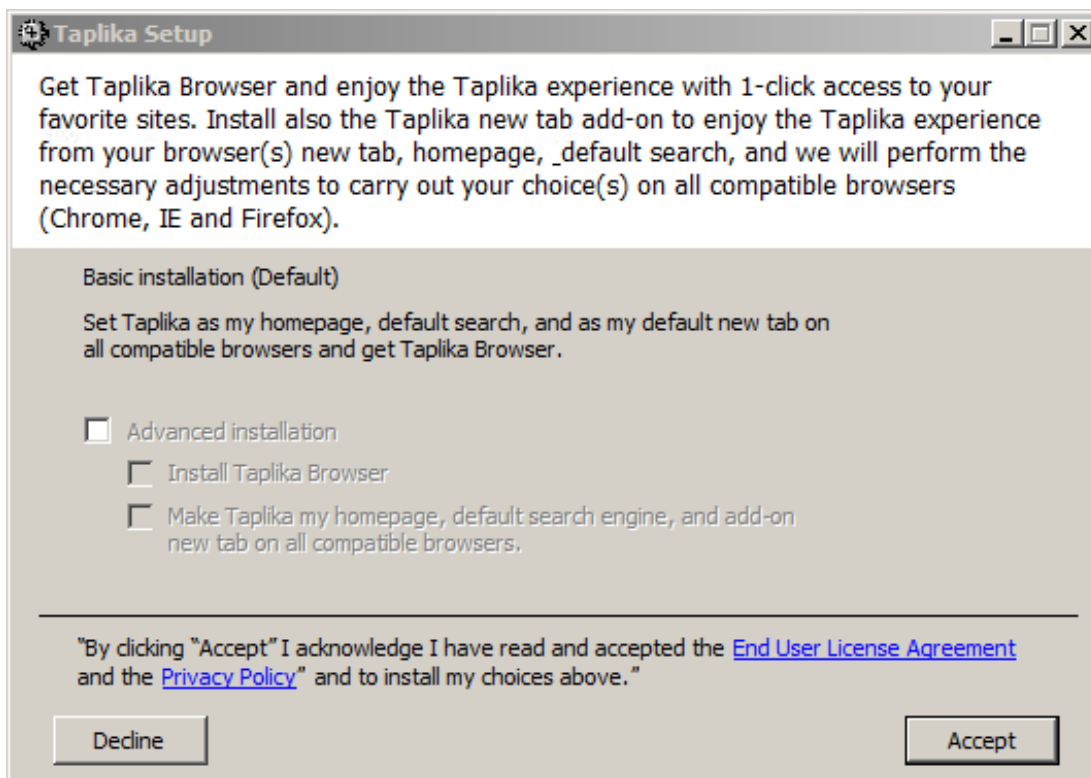 Taplika Setup
Get Taplika Browser and enjoy the Taplika experience with 1-click access to your
favorite sites. Install also the Taplika new tab add-on to enjoy the Taplika experience
from your browser(s) new tab, homepage, _default search, and we will perform the
necessary adjustments to carry out your choice(s) on all compatible browsers
(Chrome, IE and Firefox).
Basic installation (Default)
Set Taplika as my homepage, default search, and as my default new tab on
all compatible browsers and get Taplika Browser.
Advanced installation
Install Taplika Browser
Make Taplika my homepage, default search engine, and add-on
new tab on all compatible browsers.
“By clicking “Accept” I acknowledge I have read and accepted the End User License Agreement
and the Privacy Policy” and to install my choices above.”
Decline
Accept